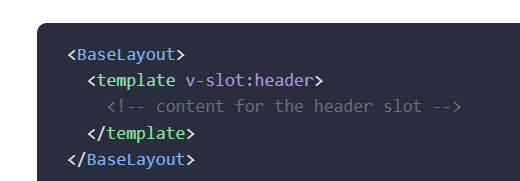 <BaseLayout>
<template v-slot:header>
<!-- content for the header slot -->
</template>
</BaseLayout>